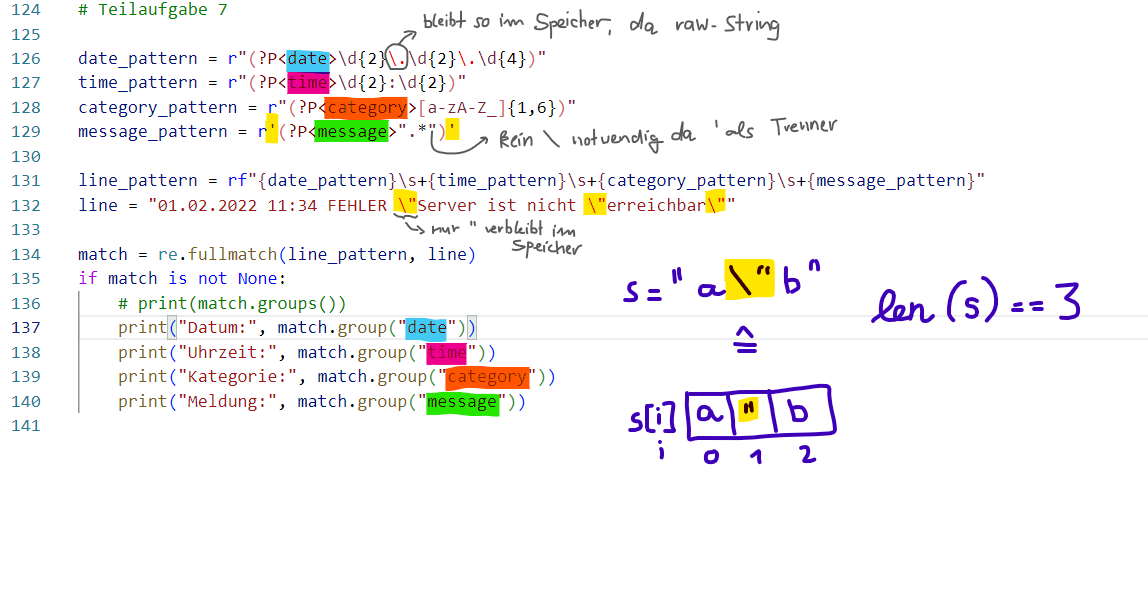 124 # Teilaufgabe 7
bleibt so im Speicher, da raw-String
125
126 date_pattern = r"(?P<date>\d{2}\.\d{2}\.\d{4})"
127 time_pattern = r"(?P<time>\d{2}:\d{2})"
128 category_pattern = r"(?P<category>[a-zA-Z_]{1,6})"
129 message_pattern = r'(?P<message>".*")'
kein \ notwendig da ' als Trenner
130
131 line_pattern = rf"{date_pattern}\s+{time_pattern}\s+{category_pattern}\s+{message_pattern}"
132 line = "01.02.2022 11:34 FEHLER \"Server ist nicht \"erreichbar\""
133
nur " verbleibt im
Speicher
134 match = re.fullmatch(line_pattern, line)
135 if match is not None:
136 # print(match.groups())
137 print("Datum:", match.group("date"))
138 print("Uhrzeit:", match.group("time"))
139 print("Kategorie:", match.group("category"))
140 print("Meldung:", match.group("message"))
141
s = "a\"b"
len(s) == 3
≙
s[i] a " b
i 0 1 2